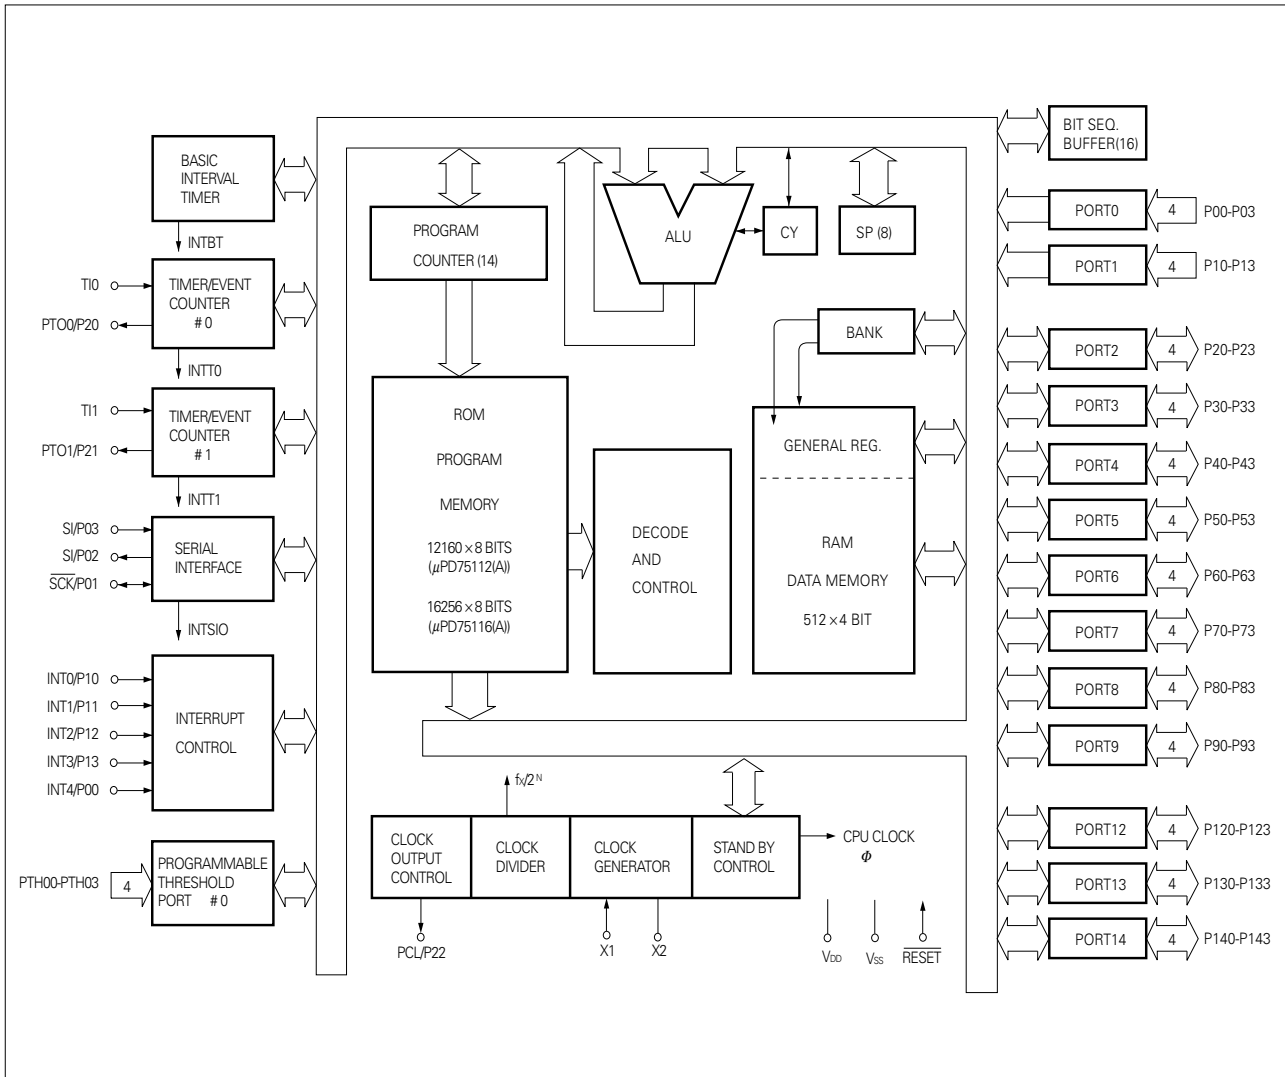 BASIC
INTERVAL
TIMER
INTBT
TI0
PTO0/P20
TIMER/EVENT
COUNTER
# 0
INTT0
TI1
PTO1/P21
TIMER/EVENT
COUNTER
# 1
INTT1
SI/P03
SI/P02
SCK/P01
SERIAL
INTERFACE
INTSIO
INT0/P10
INT1/P11
INT2/P12
INT3/P13
INT4/P00
INTERRUPT
CONTROL
PTH00-PTH03
4
PROGRAMMABLE
THRESHOLD
PORT # 0
PROGRAM
COUNTER (14)
ALU
CY
SP (8)
BANK
ROM
PROGRAM
MEMORY
12160 × 8 BITS
(μPD75112(A))
16256 × 8 BITS
(μPD75116(A))
DECODE
AND
CONTROL
GENERAL REG.
RAM
DATA MEMORY
512 × 4 BIT
fx/2ᴺ
CLOCK
OUTPUT
CONTROL
CLOCK
DIVIDER
CLOCK
GENERATOR
STAND BY
CONTROL
CPU CLOCK
Φ
PCL/P22
X1
X2
VDD
VSS
RESET
BIT SEQ.
BUFFER(16)
PORT0 4 P00-P03
PORT1 4 P10-P13
PORT2 4 P20-P23
PORT3 4 P30-P33
PORT4 4 P40-P43
PORT5 4 P50-P53
PORT6 4 P60-P63
PORT7 4 P70-P73
PORT8 4 P80-P83
PORT9 4 P90-P93
PORT12 4 P120-P123
PORT13 4 P130-P133
PORT14 4 P140-P143